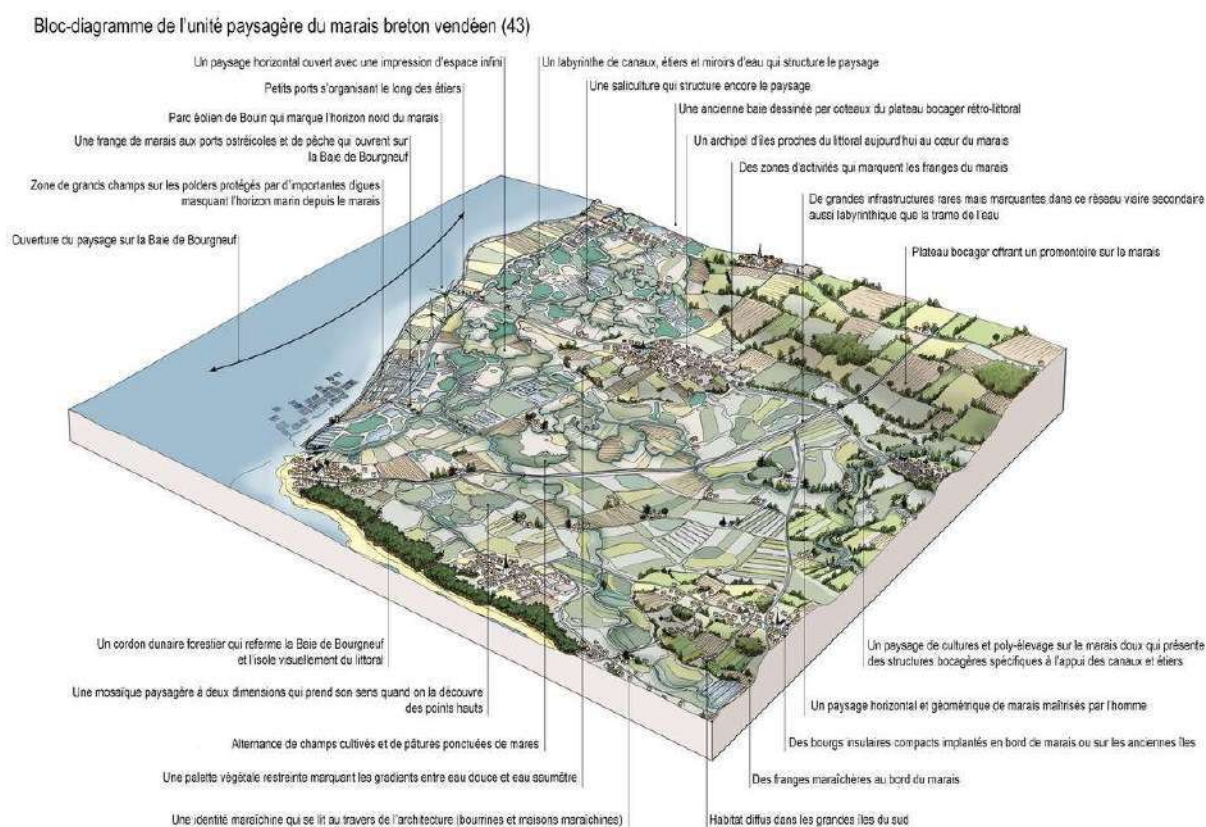 Bloc-diagramme de l'unité paysagère du marais breton vendéen (43)
Un paysage horizontal ouvert avec une impression d'espace infini
Un labyrinthe de canaux, étiers et miroirs d'eau qui structure le paysage
Petits ports s'organisant le long des étiers
Une saliculture qui structure encore le paysage
Parc éolien de Bouin qui marque l'horizon nord du marais
Une ancienne baie dessinée par coteaux du plateau bocager rétro-littoral
Une frange de marais aux ports ostréicoles et de pêche qui ouvrent sur
la Baie de Bourgneuf
Un archipel d'îles proches du littoral aujourd'hui au cœur du marais
Des zones d'activités qui marquent les franges du marais
Zone de grands champs sur les polders protégés par d'importantes digues
masquant l'horizon marin depuis le marais
De grandes infrastructures rares mais marquantes dans ce réseau viaire secondaire
aussi labyrinthique que la trame de l'eau
Ouverture du paysage sur la Baie de Bourgneuf
Plateau bocager offrant un promontoire sur le marais
Un cordon dunaire forestier qui referme la Baie de Bourgneuf
et l'isole visuellement du littoral
Un paysage de cultures et poly-élevage sur le marais doux qui présente
des structures bocagères spécifiques à l'appui des canaux et étiers
Une mosaïque paysagère à deux dimensions qui prend son sens quand on la découvre
des points hauts
Un paysage horizontal et géométrique de marais maîtrisés par l'homme
Alternance de champs cultivés et de pâtures ponctuées de mares
Des bourgs insulaires compacts implantés en bord de marais ou sur les anciennes îles
Une palette végétale restreinte marquant les gradients entre eau douce et eau saumâtre
Des franges maraîchères au bord du marais
Une identité maraîchine qui se lit au travers de l'architecture (bourrines et maisons maraîchines)
Habitat diffus dans les grandes îles du sud